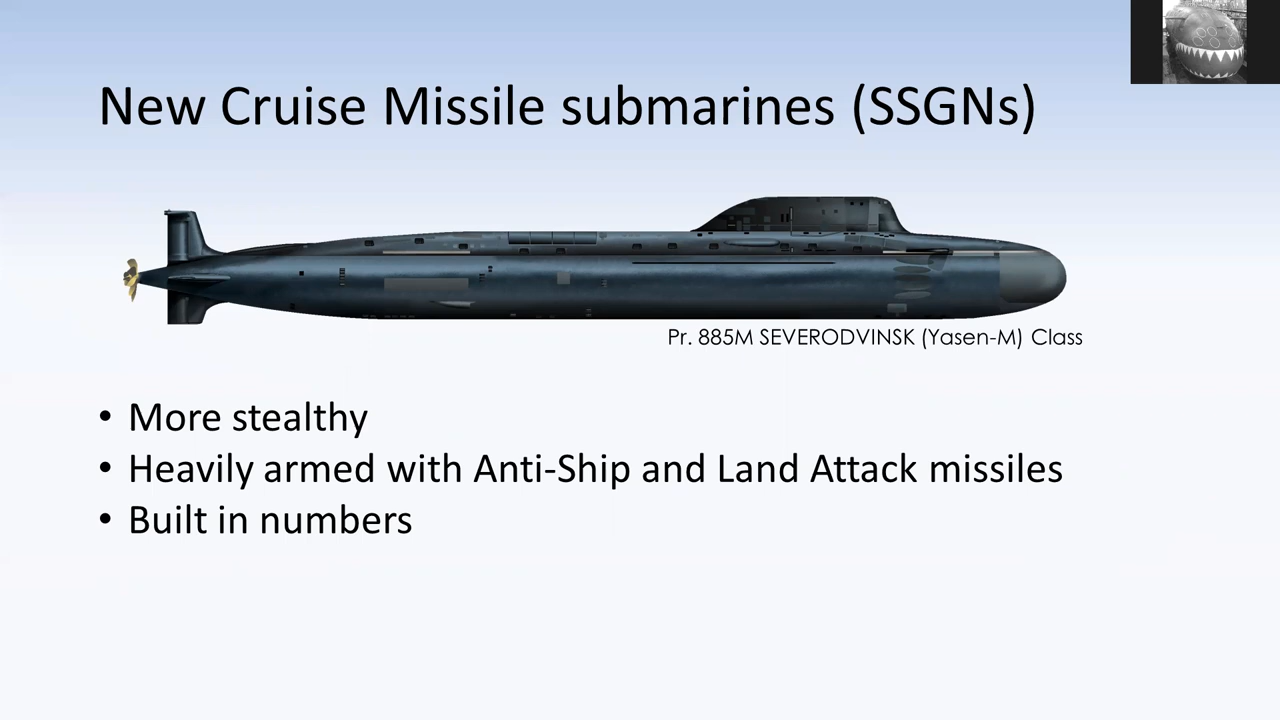 New Cruise Missile submarines (SSGNs)
Pr. 885M SEVERODVINSK (Yasen-M) Class
• More stealthy
• Heavily armed with Anti-Ship and Land Attack missiles
• Built in numbers